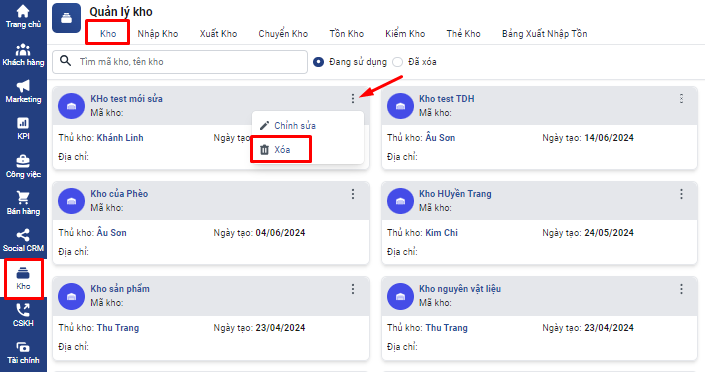 Trang chủ
Khách hàng
Marketing
KPI
Công việc
Bán hàng
Social CRM
Kho
CSKH
Tài chính
Quản lý kho
Kho Nhập Kho Xuất Kho Chuyển Kho Tồn Kho Kiểm Kho Thẻ Kho Bảng Xuất Nhập Tồn
Tìm mã kho, tên kho Đang sử dụng Đã xóa
KHo test mới sửa
Mã kho:
Chỉnh sửa
Xóa
Thủ kho: Khánh Linh Ngày tạo:
Địa chỉ:
Kho test TDH
Mã kho:
Thủ kho: Âu Sơn Ngày tạo: 14/06/2024
Địa chỉ:
Kho của Phèo
Mã kho:
Thủ kho: Âu Sơn Ngày tạo: 04/06/2024
Địa chỉ:
Kho HUyền Trang
Mã kho:
Thủ kho: Kim Chi Ngày tạo: 24/05/2024
Địa chỉ:
Kho sản phẩm
Mã kho:
Thủ kho: Thu Trang Ngày tạo: 23/04/2024
Địa chỉ:
Kho nguyên vật liệu
Mã kho:
Thủ kho: Thu Trang Ngày tạo: 23/04/2024
Địa chỉ: